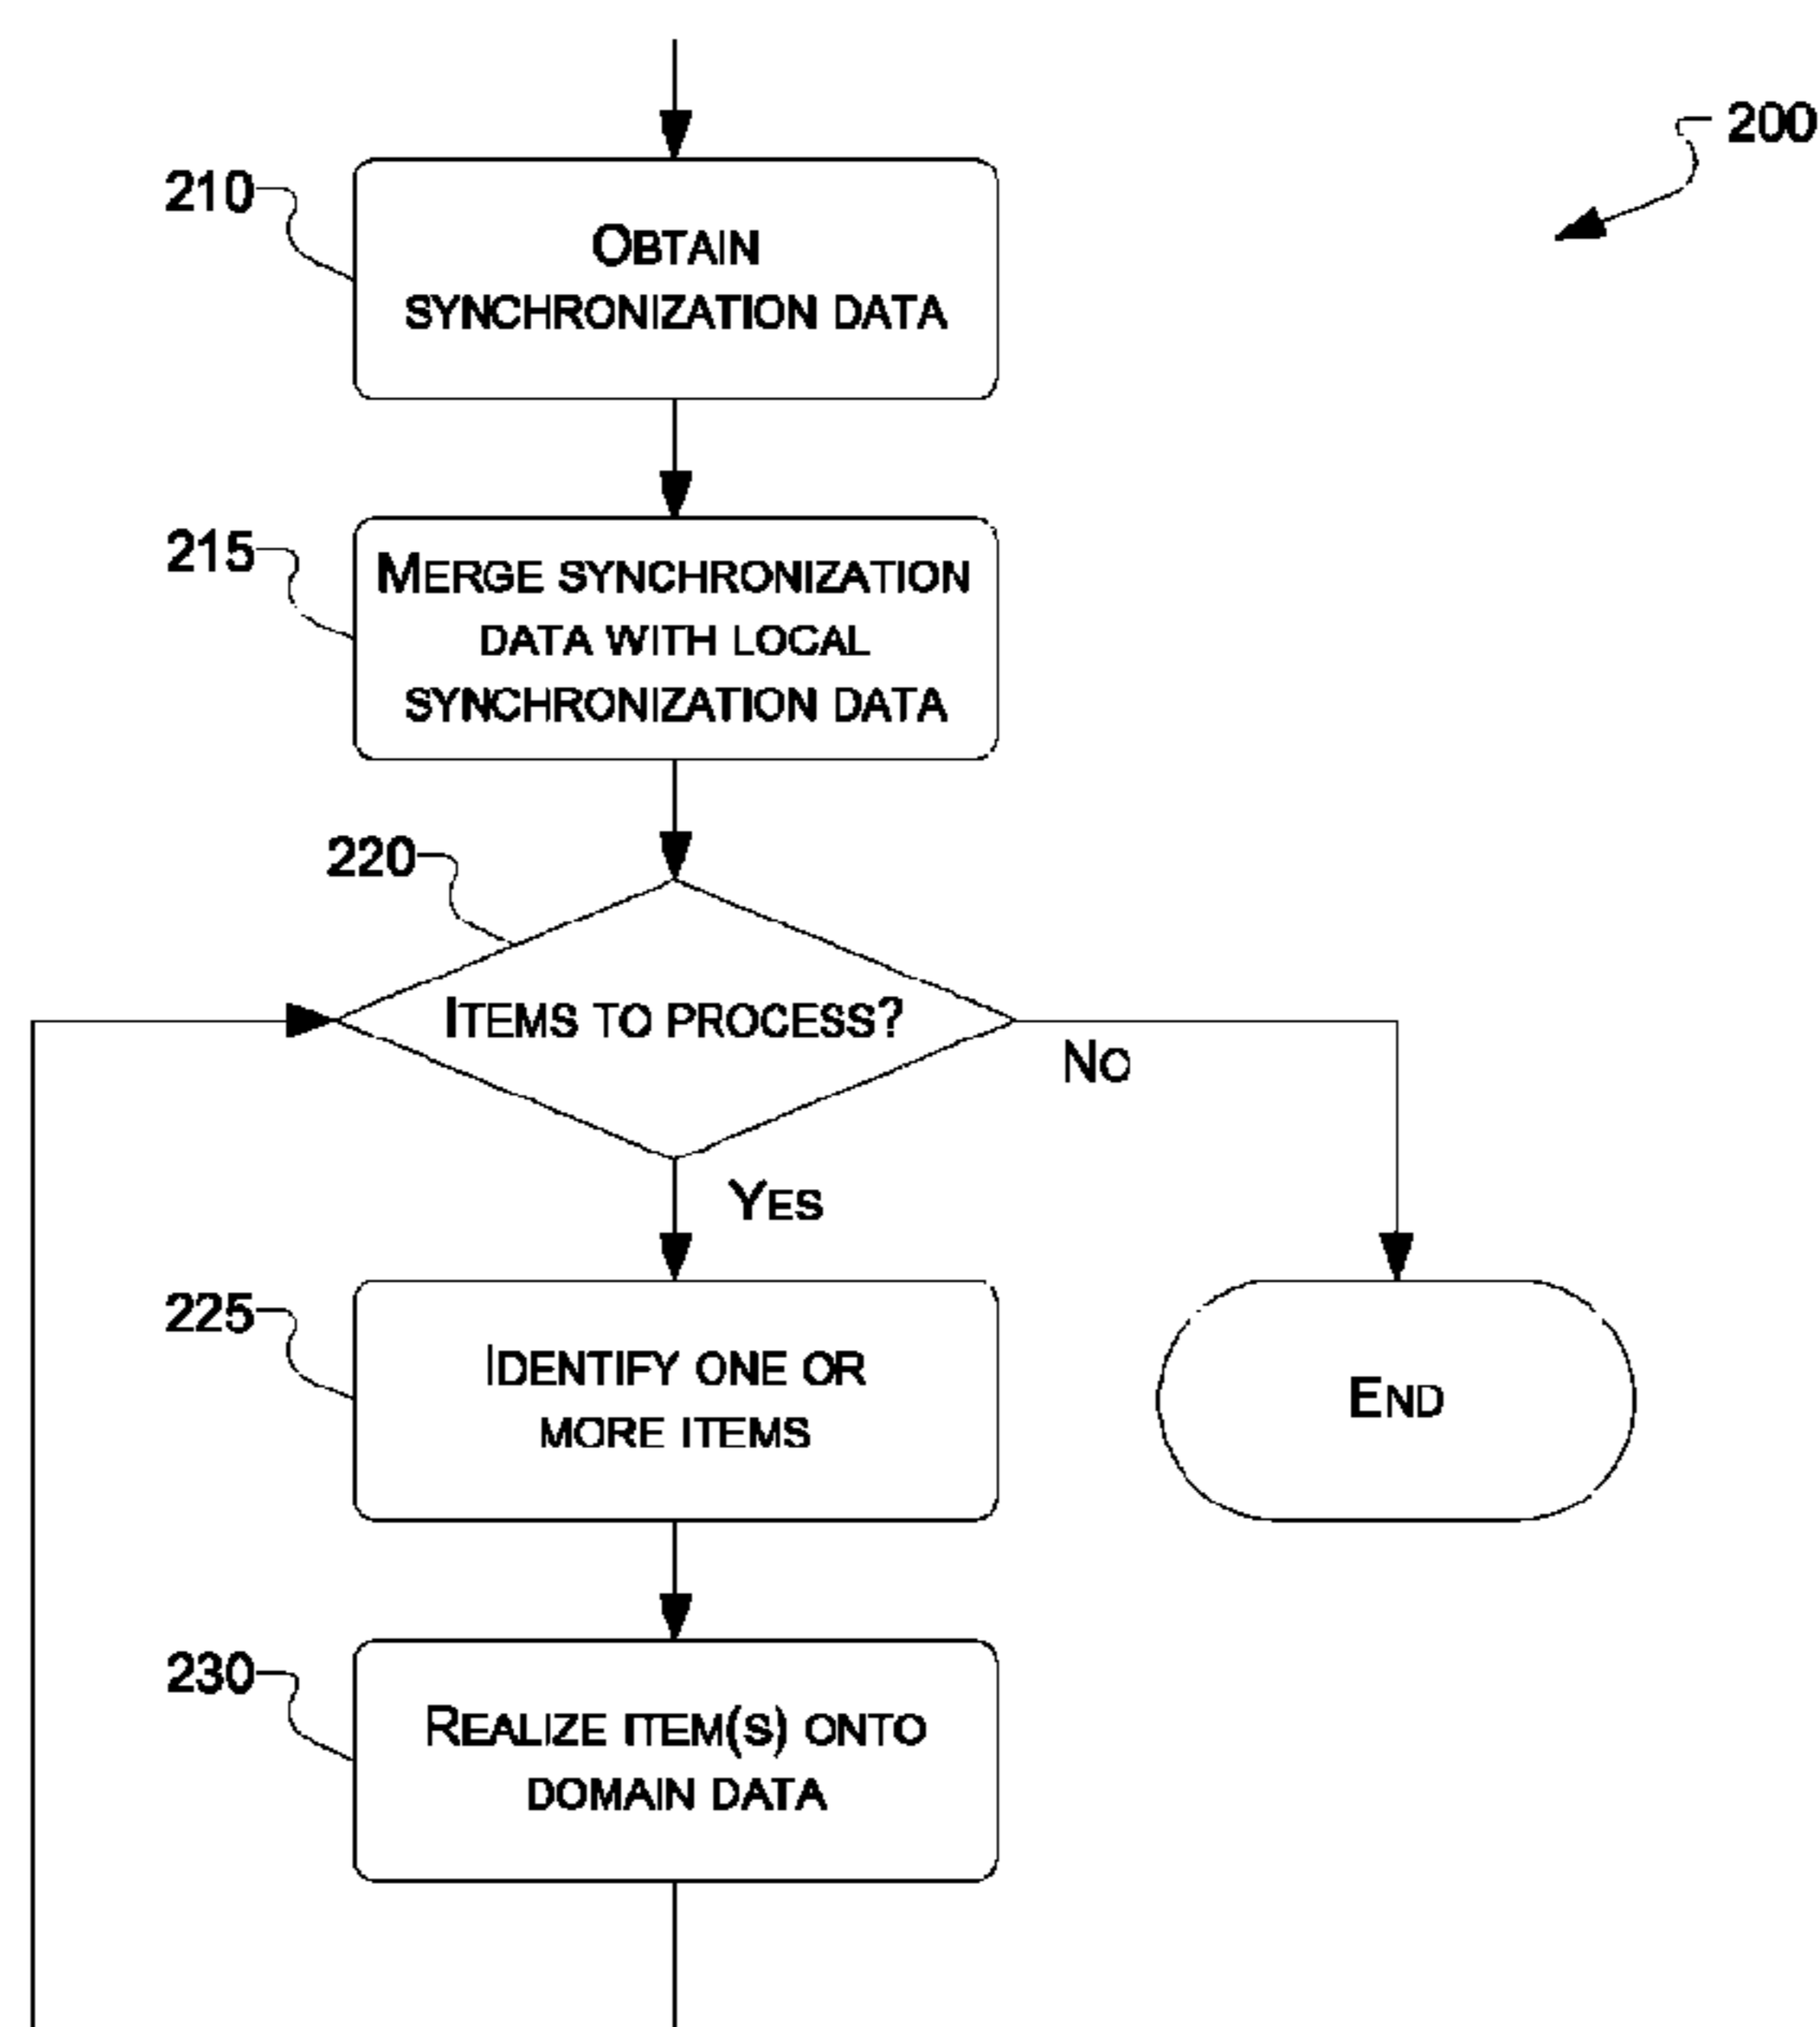 200
210
OBTAIN
SYNCHRONIZATION DATA
215
MERGE SYNCHRONIZATION
DATA WITH LOCAL
SYNCHRONIZATION DATA
220
ITEMS TO PROCESS?
NO
YES
225
IDENTIFY ONE OR
MORE ITEMS
END
230
REALIZE ITEM(S) ONTO
DOMAIN DATA